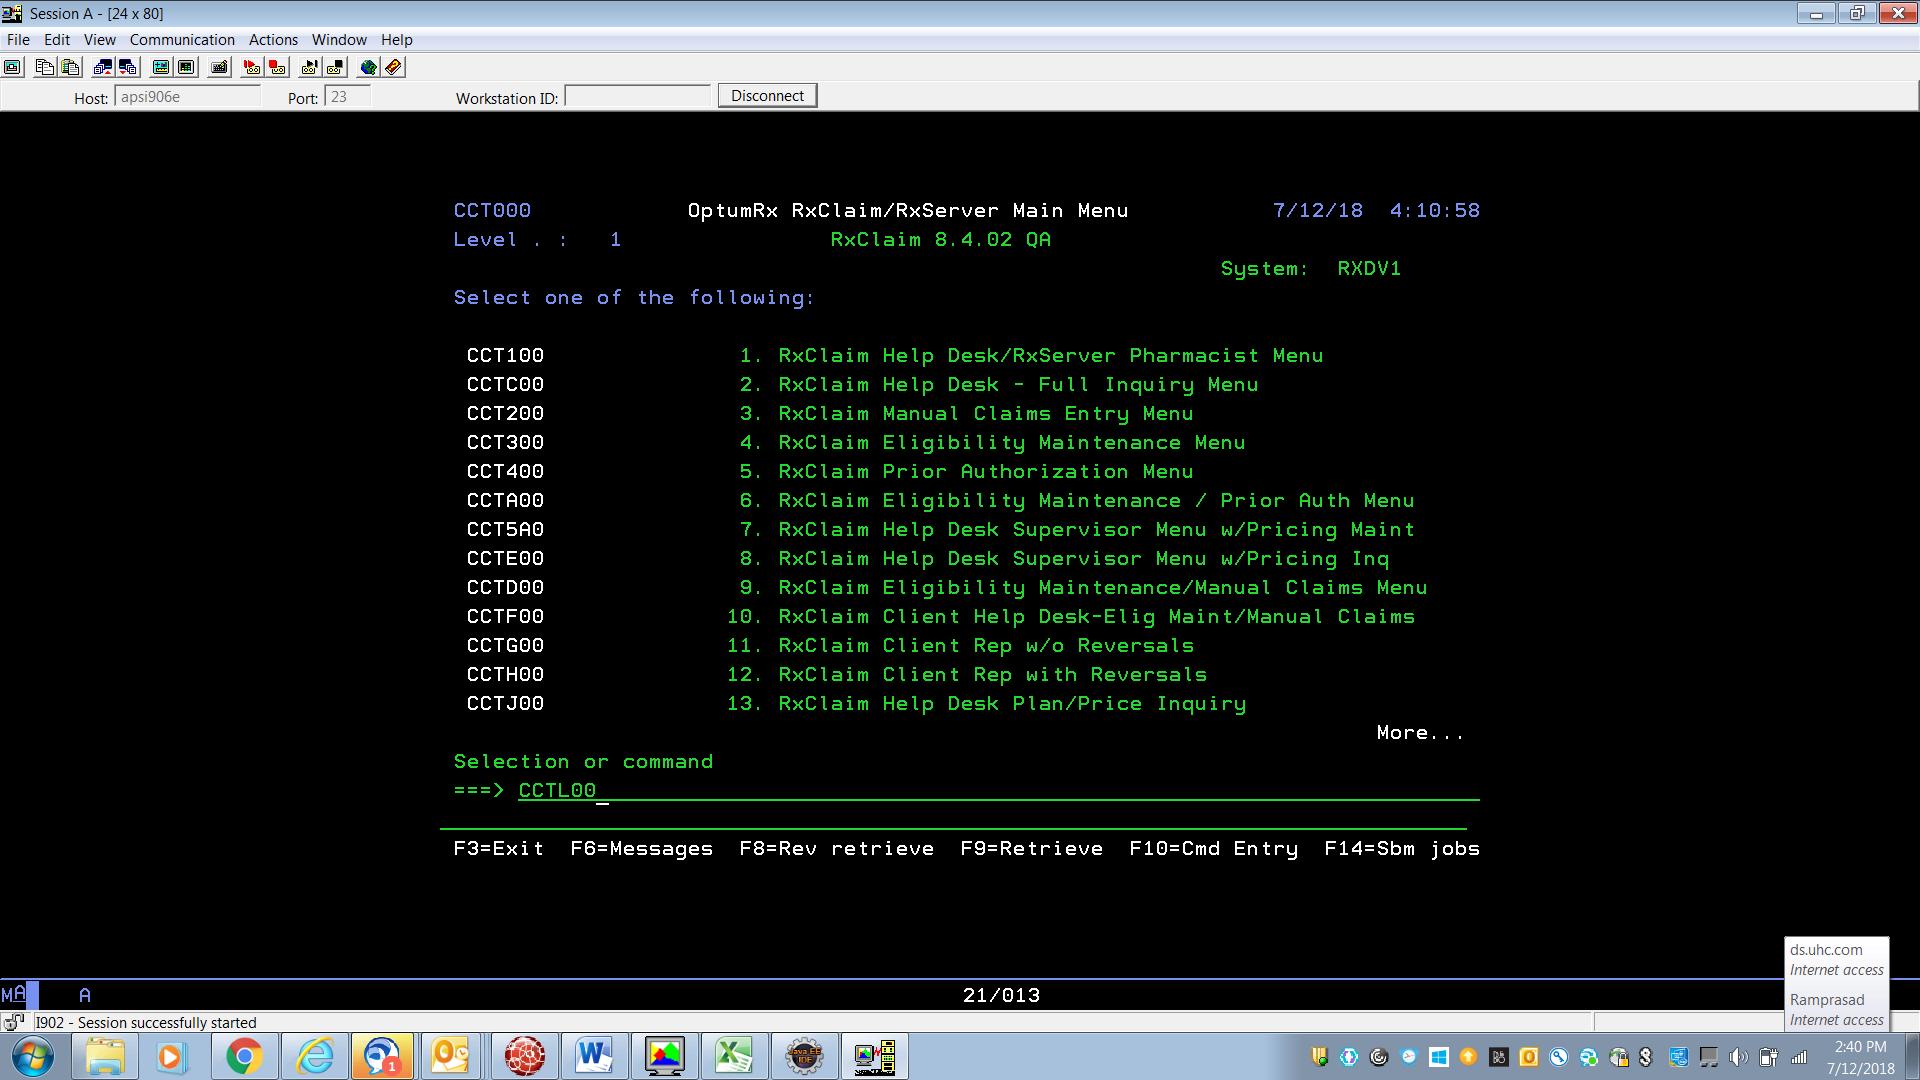 Session A - [24 x 80]
File Edit View Communication Actions Window Help
Host: apsi906e Port: 23 Workstation ID: Disconnect
CCT000 OptumRx RxClaim/RxServer Main Menu 7/12/18 4:10:58
Level . : 1 RxClaim 8.4.02 QA
System: RXDV1
Select one of the following:
CCT100 1. RxClaim Help Desk/RxServer Pharmacist Menu
CCTC00 2. RxClaim Help Desk - Full Inquiry Menu
CCT200 3. RxClaim Manual Claims Entry Menu
CCT300 4. RxClaim Eligibility Maintenance Menu
CCT400 5. RxClaim Prior Authorization Menu
CCTA00 6. RxClaim Eligibility Maintenance / Prior Auth Menu
CCT5A0 7. RxClaim Help Desk Supervisor Menu w/Pricing Maint
CCTE00 8. RxClaim Help Desk Supervisor Menu w/Pricing Inq
CCTD00 9. RxClaim Eligibility Maintenance/Manual Claims Menu
CCTF00 10. RxClaim Client Help Desk-Elig Maint/Manual Claims
CCTG00 11. RxClaim Client Rep w/o Reversals
CCTH00 12. RxClaim Client Rep with Reversals
CCTJ00 13. RxClaim Help Desk Plan/Price Inquiry
More...
Selection or command
===> CCTL00
F3=Exit F6=Messages F8=Rev retrieve F9=Retrieve F10=Cmd Entry F14=Sbm jobs
ds.uhc.com
Internet access
Ramprasad
Internet access
MA A 21/013
I902 - Session successfully started
2:40 PM
7/12/2018